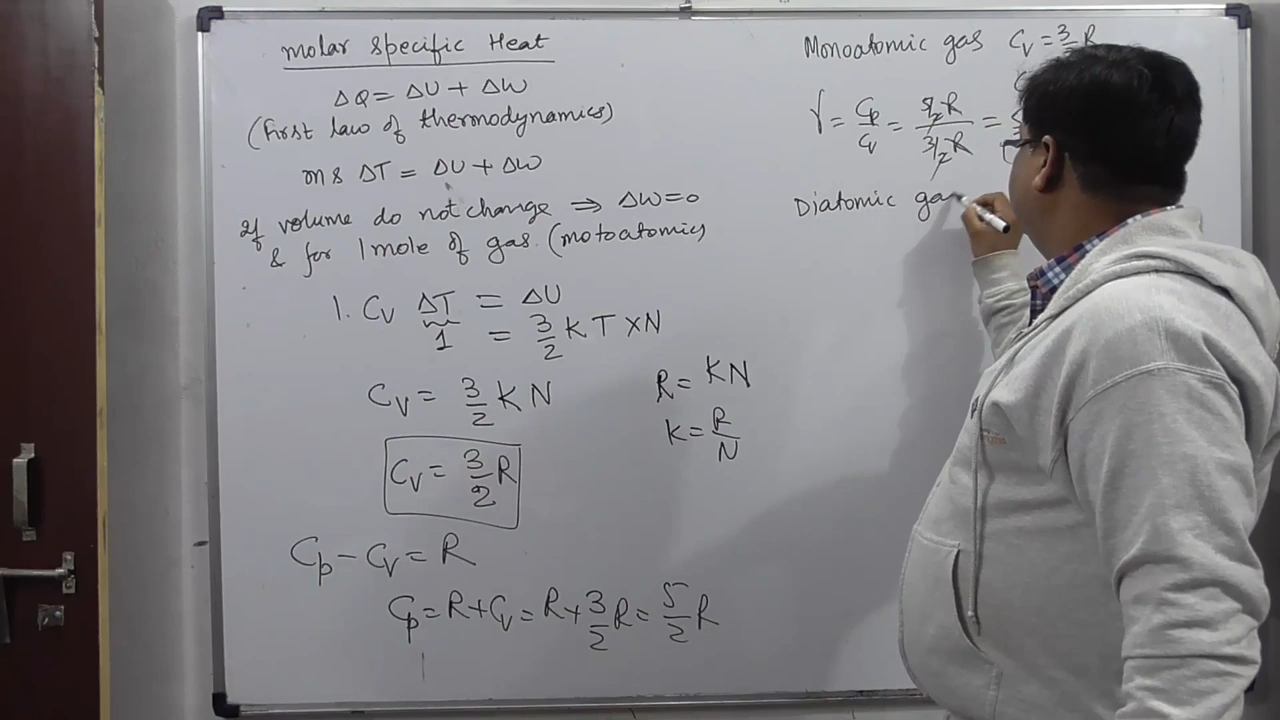 molar specific Heat
ΔQ = ΔU + ΔW
(First law of thermodynamics)
m s ΔT = ΔU + ΔW
If volume do not change ⇒ ΔW = 0
& for 1 mole of gas. (motoatomic)
1. Cv ΔT = ΔU
1 = 3/2 K T × N
Cv = 3/2 K N
Cv = 3/2 R
R = KN
K = R/N
Cp - Cv = R
Cp = R + Cv = R + 3/2 R = 5/2 R
Monoatomic gas Cv = 3/2 R
γ = Cp/Cv = 5/2 R / 3/2 R =
Diatomic ga